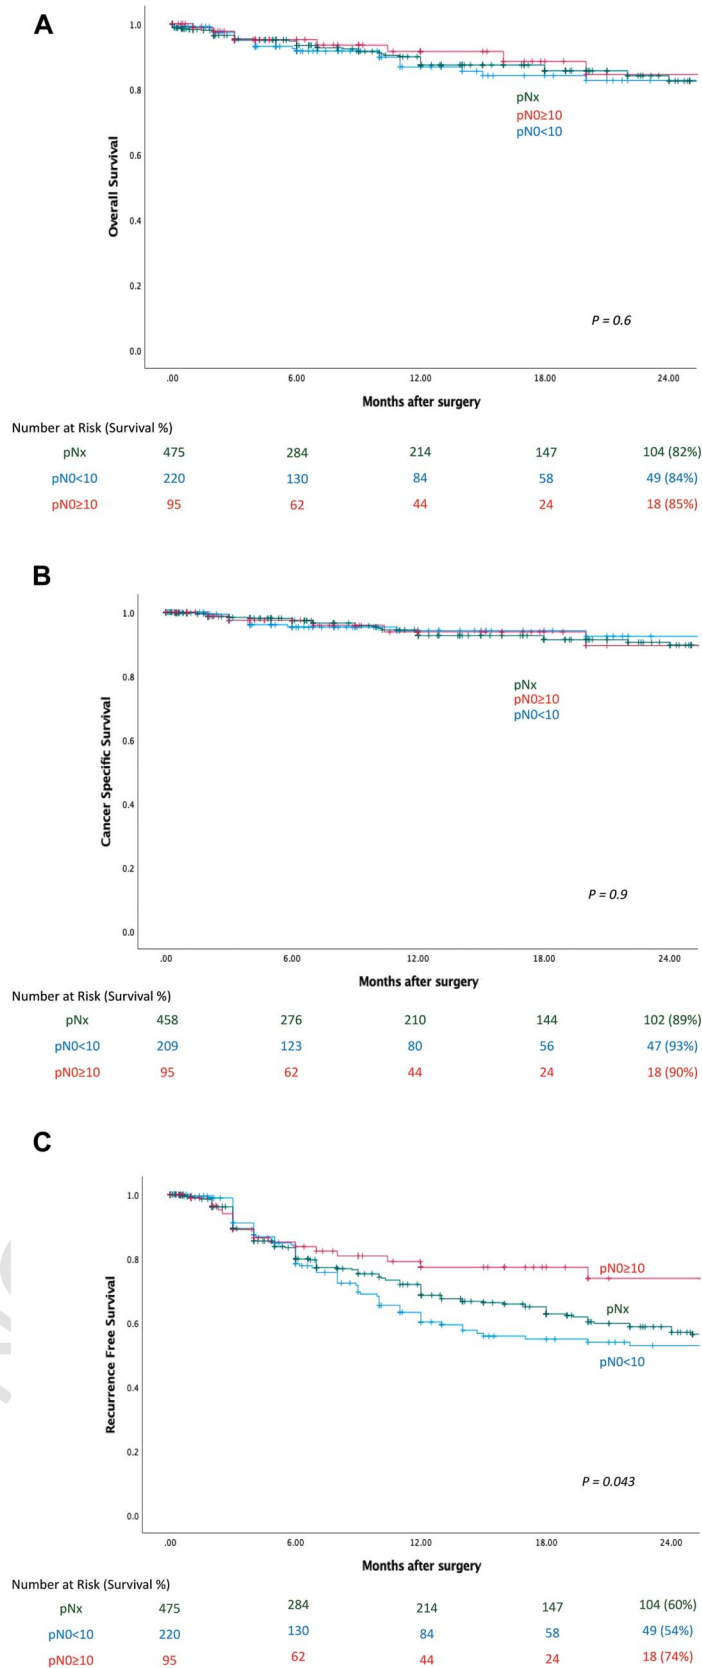 A
1.0
0.8
0.6
0.4
0.2
0.0
Overall Survival
pNx
pN0≥10
pN0<10
P = 0.6
.00 6.00 12.00 18.00 24.00
Months after surgery
Number at Risk (Survival %)
pNx 475 284 214 147 104 (82%)
pN0<10 220 130 84 58 49 (84%)
pN0≥10 95 62 44 24 18 (85%)
B
1.0
0.8
0.6
0.4
0.2
0.0
Cancer Specific Survival
pNx
pN0≥10
pN0<10
P = 0.9
.00 6.00 12.00 18.00 24.00
Months after surgery
Number at Risk (Survival %)
pNx 458 276 210 144 102 (89%)
pN0<10 209 123 80 56 47 (93%)
pN0≥10 95 62 44 24 18 (90%)
C
1.0
0.8
0.6
0.4
0.2
0.0
Recurrence Free Survival
pN0≥10
pNx
pN0<10
P = 0.043
.00 6.00 12.00 18.00 24.00
Months after surgery
Number at Risk (Survival %)
pNx 475 284 214 147 104 (60%)
pN0<10 220 130 84 58 49 (54%)
pN0≥10 95 62 44 24 18 (74%)